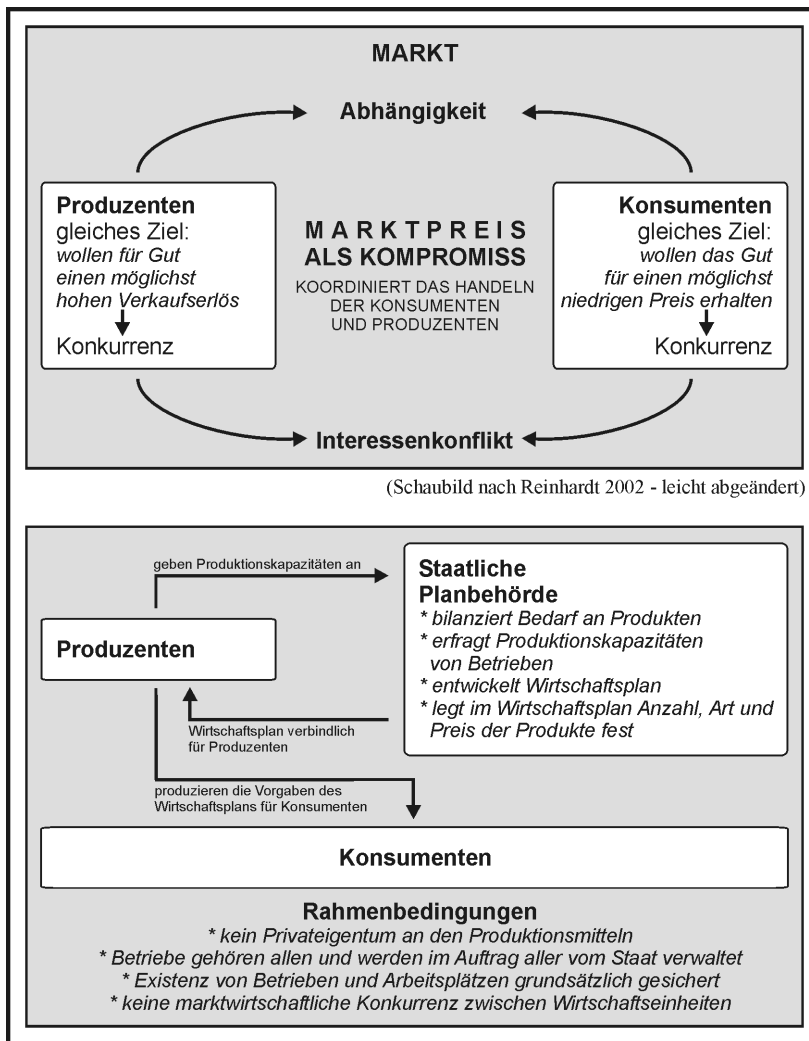 MARKT
Abhängigkeit
Produzenten
gleiches Ziel:
wollen für Gut
einen möglichst
hohen Verkaufserlös
Konkurrenz
MARKTPREIS
ALS KOMPROMISS
KOORDINIERT DAS HANDELN
DER KONSUMENTEN
UND PRODUZENTEN
Konsumenten
gleiches Ziel:
wollen das Gut
für einen möglichst
niedrigen Preis erhalten
Konkurrenz
Interessenkonflikt
(Schaubild nach Reinhardt 2002 - leicht abgeändert)
geben Produktionskapazitäten an
Staatliche
Planbehörde
* bilanziert Bedarf an Produkten
* erfragt Produktionskapazitäten
von Betrieben
* entwickelt Wirtschaftsplan
* legt im Wirtschaftsplan Anzahl, Art und
Preis der Produkte fest
Produzenten
Wirtschaftsplan verbindlich
für Produzenten
produzieren die Vorgaben des
Wirtschaftsplans für Konsumenten
Konsumenten
Rahmenbedingungen
* kein Privateigentum an den Produktionsmitteln
* Betriebe gehören allen und werden im Auftrag aller vom Staat verwaltet
* Existenz von Betrieben und Arbeitsplätzen grundsätzlich gesichert
* keine marktwirtschaftliche Konkurrenz zwischen Wirtschaftseinheiten